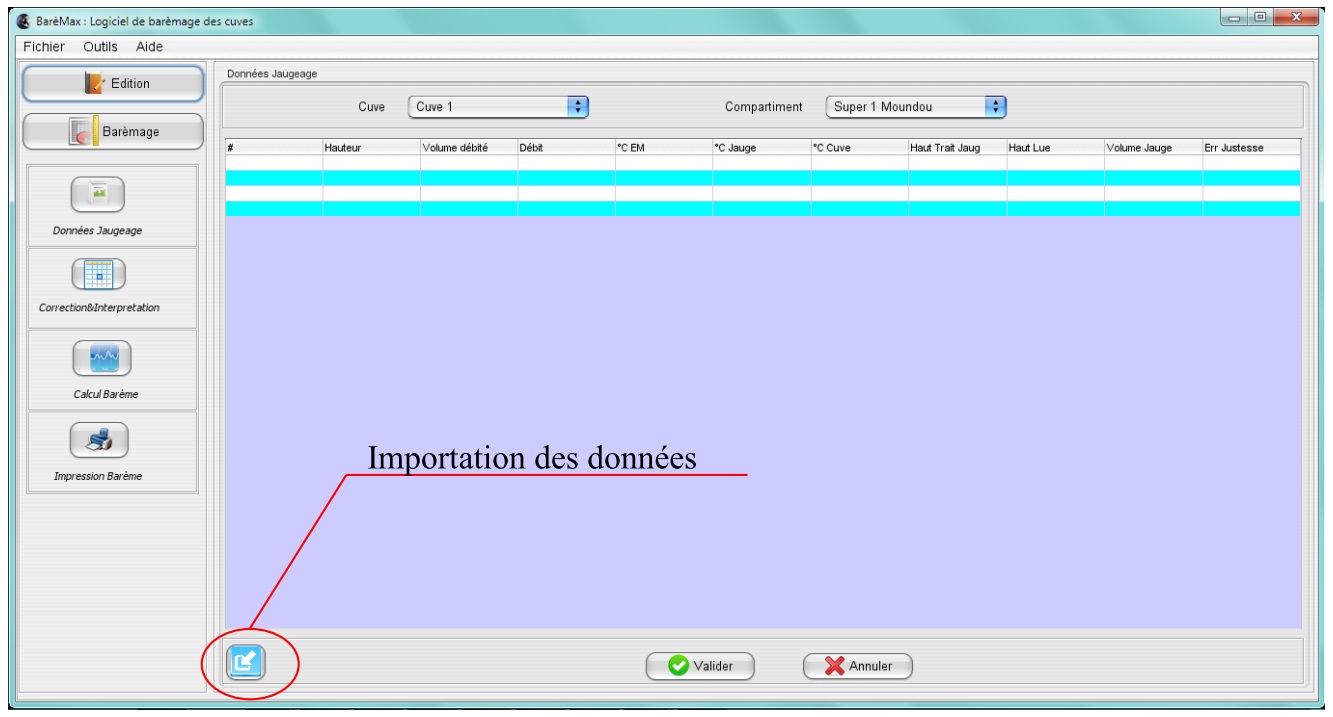 BarèMax : Logiciel de barèmage des cuves
Fichier Outils Aide
Edition
Barèmage
Données Jaugeage
Correction&Interpretation
Calcul Barème
Impression Barème
Données Jaugeage
Cuve Cuve 1 Compartiment Super 1 Moundou
# Hauteur Volume débité Débit °C EM °C Jauge °C Cuve Haut Trait Jaug Haut Lue Volume Jauge Err Justesse
Importation des données
Valider Annuler